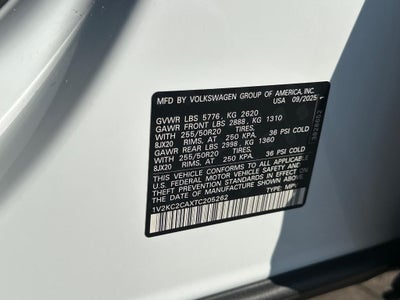 MFD. BY VOLKSWAGEN GROUP OF AMERICA, INC.
USA 09/2025
GVWR LBS 5776, KG 2620
GAWR FRONT LBS 2888, KG 1310
WITH 255/50R20 TIRES,
8JX20 RIMS, AT 250 KPA, 36 PSI COLD
GAWR REAR LBS 2998, KG 1360
WITH 255/50R20 TIRES,
8JX20 RIMS, AT 250 KPA, 36 PSI COLD
THIS VEHICLE CONFORMS TO ALL APPLICABLE
U.S. FEDERAL MOTOR VEHICLE SAFETY AND
THEFT PREVENTION STANDARDS IN EFFECT ON
THE DATE OF MANUFACTURE SHOWN ABOVE.
TYPE: MPV
1V2KC2CAXTC205262